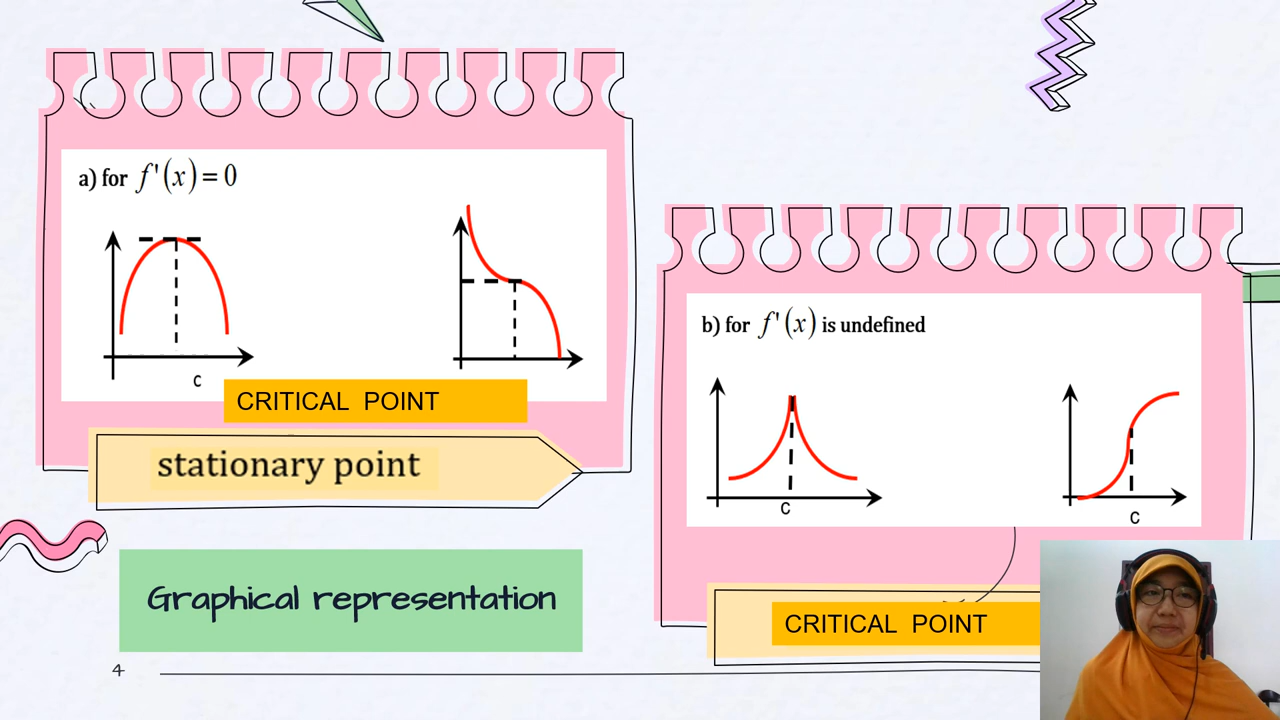 a) for f'(x) = 0
C
CRITICAL POINT
stationary point
Graphical representation
4
b) for f'(x) is undefined
C
C
CRITICAL POINT